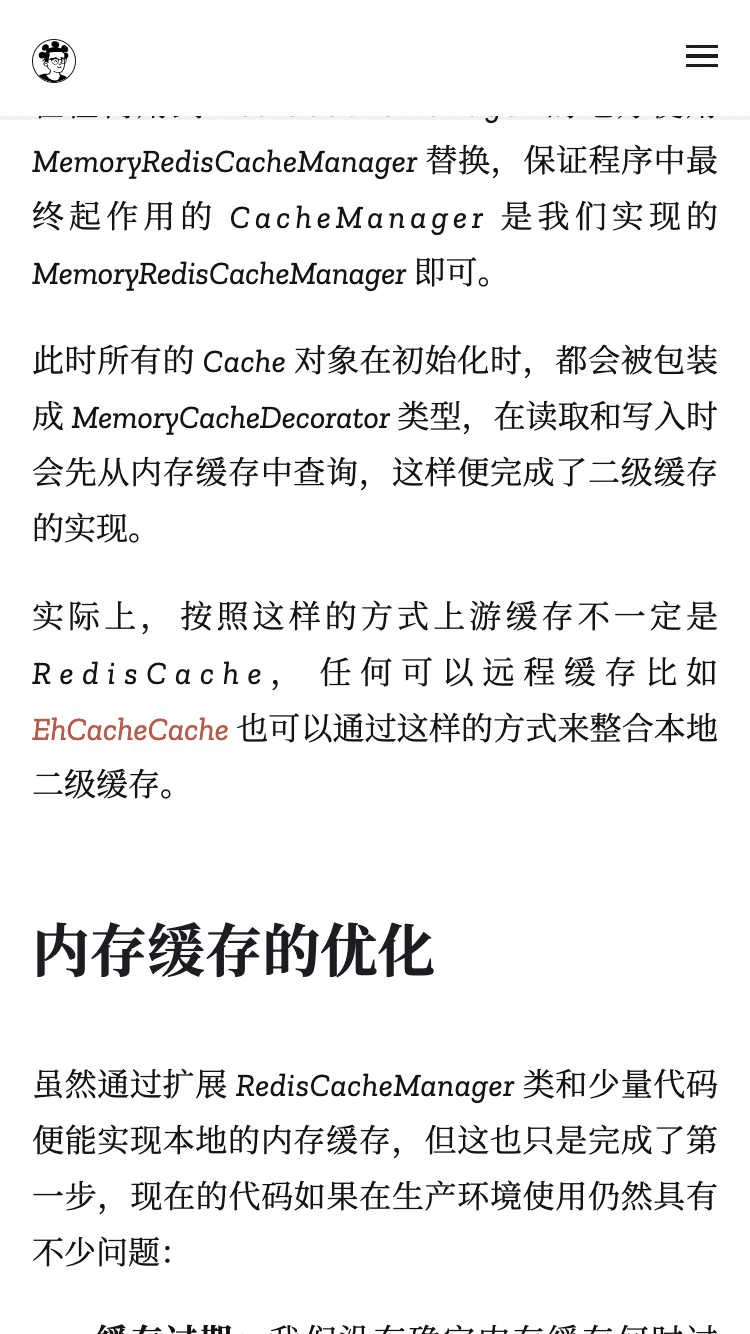 MemoryRedisCacheManager 替换，保证程序中最
终起作用的 CacheManager 是我们实现的
MemoryRedisCacheManager 即可。
此时所有的 Cache 对象在初始化时，都会被包装
成 MemoryCacheDecorator 类型，在读取和写入时
会先从内存缓存中查询，这样便完成了二级缓存
的实现。
实际上，按照这样的方式上游缓存不一定是
RedisCache，任何可以远程缓存比如
EhCacheCache 也可以通过这样的方式来整合本地
二级缓存。
内存缓存的优化
虽然通过扩展 RedisCacheManager 类和少量代码
便能实现本地的内存缓存，但这也只是完成了第
一步，现在的代码如果在生产环境使用仍然具有
不少问题：